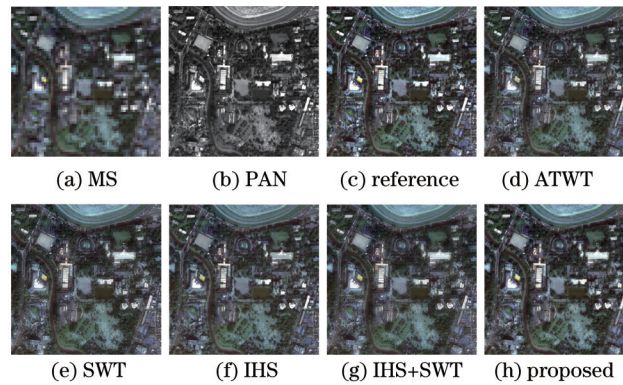 (a) MS (b) PAN (c) reference (d) ATWT
(e) SWT (f) IHS (g) IHS+SWT (h) proposed